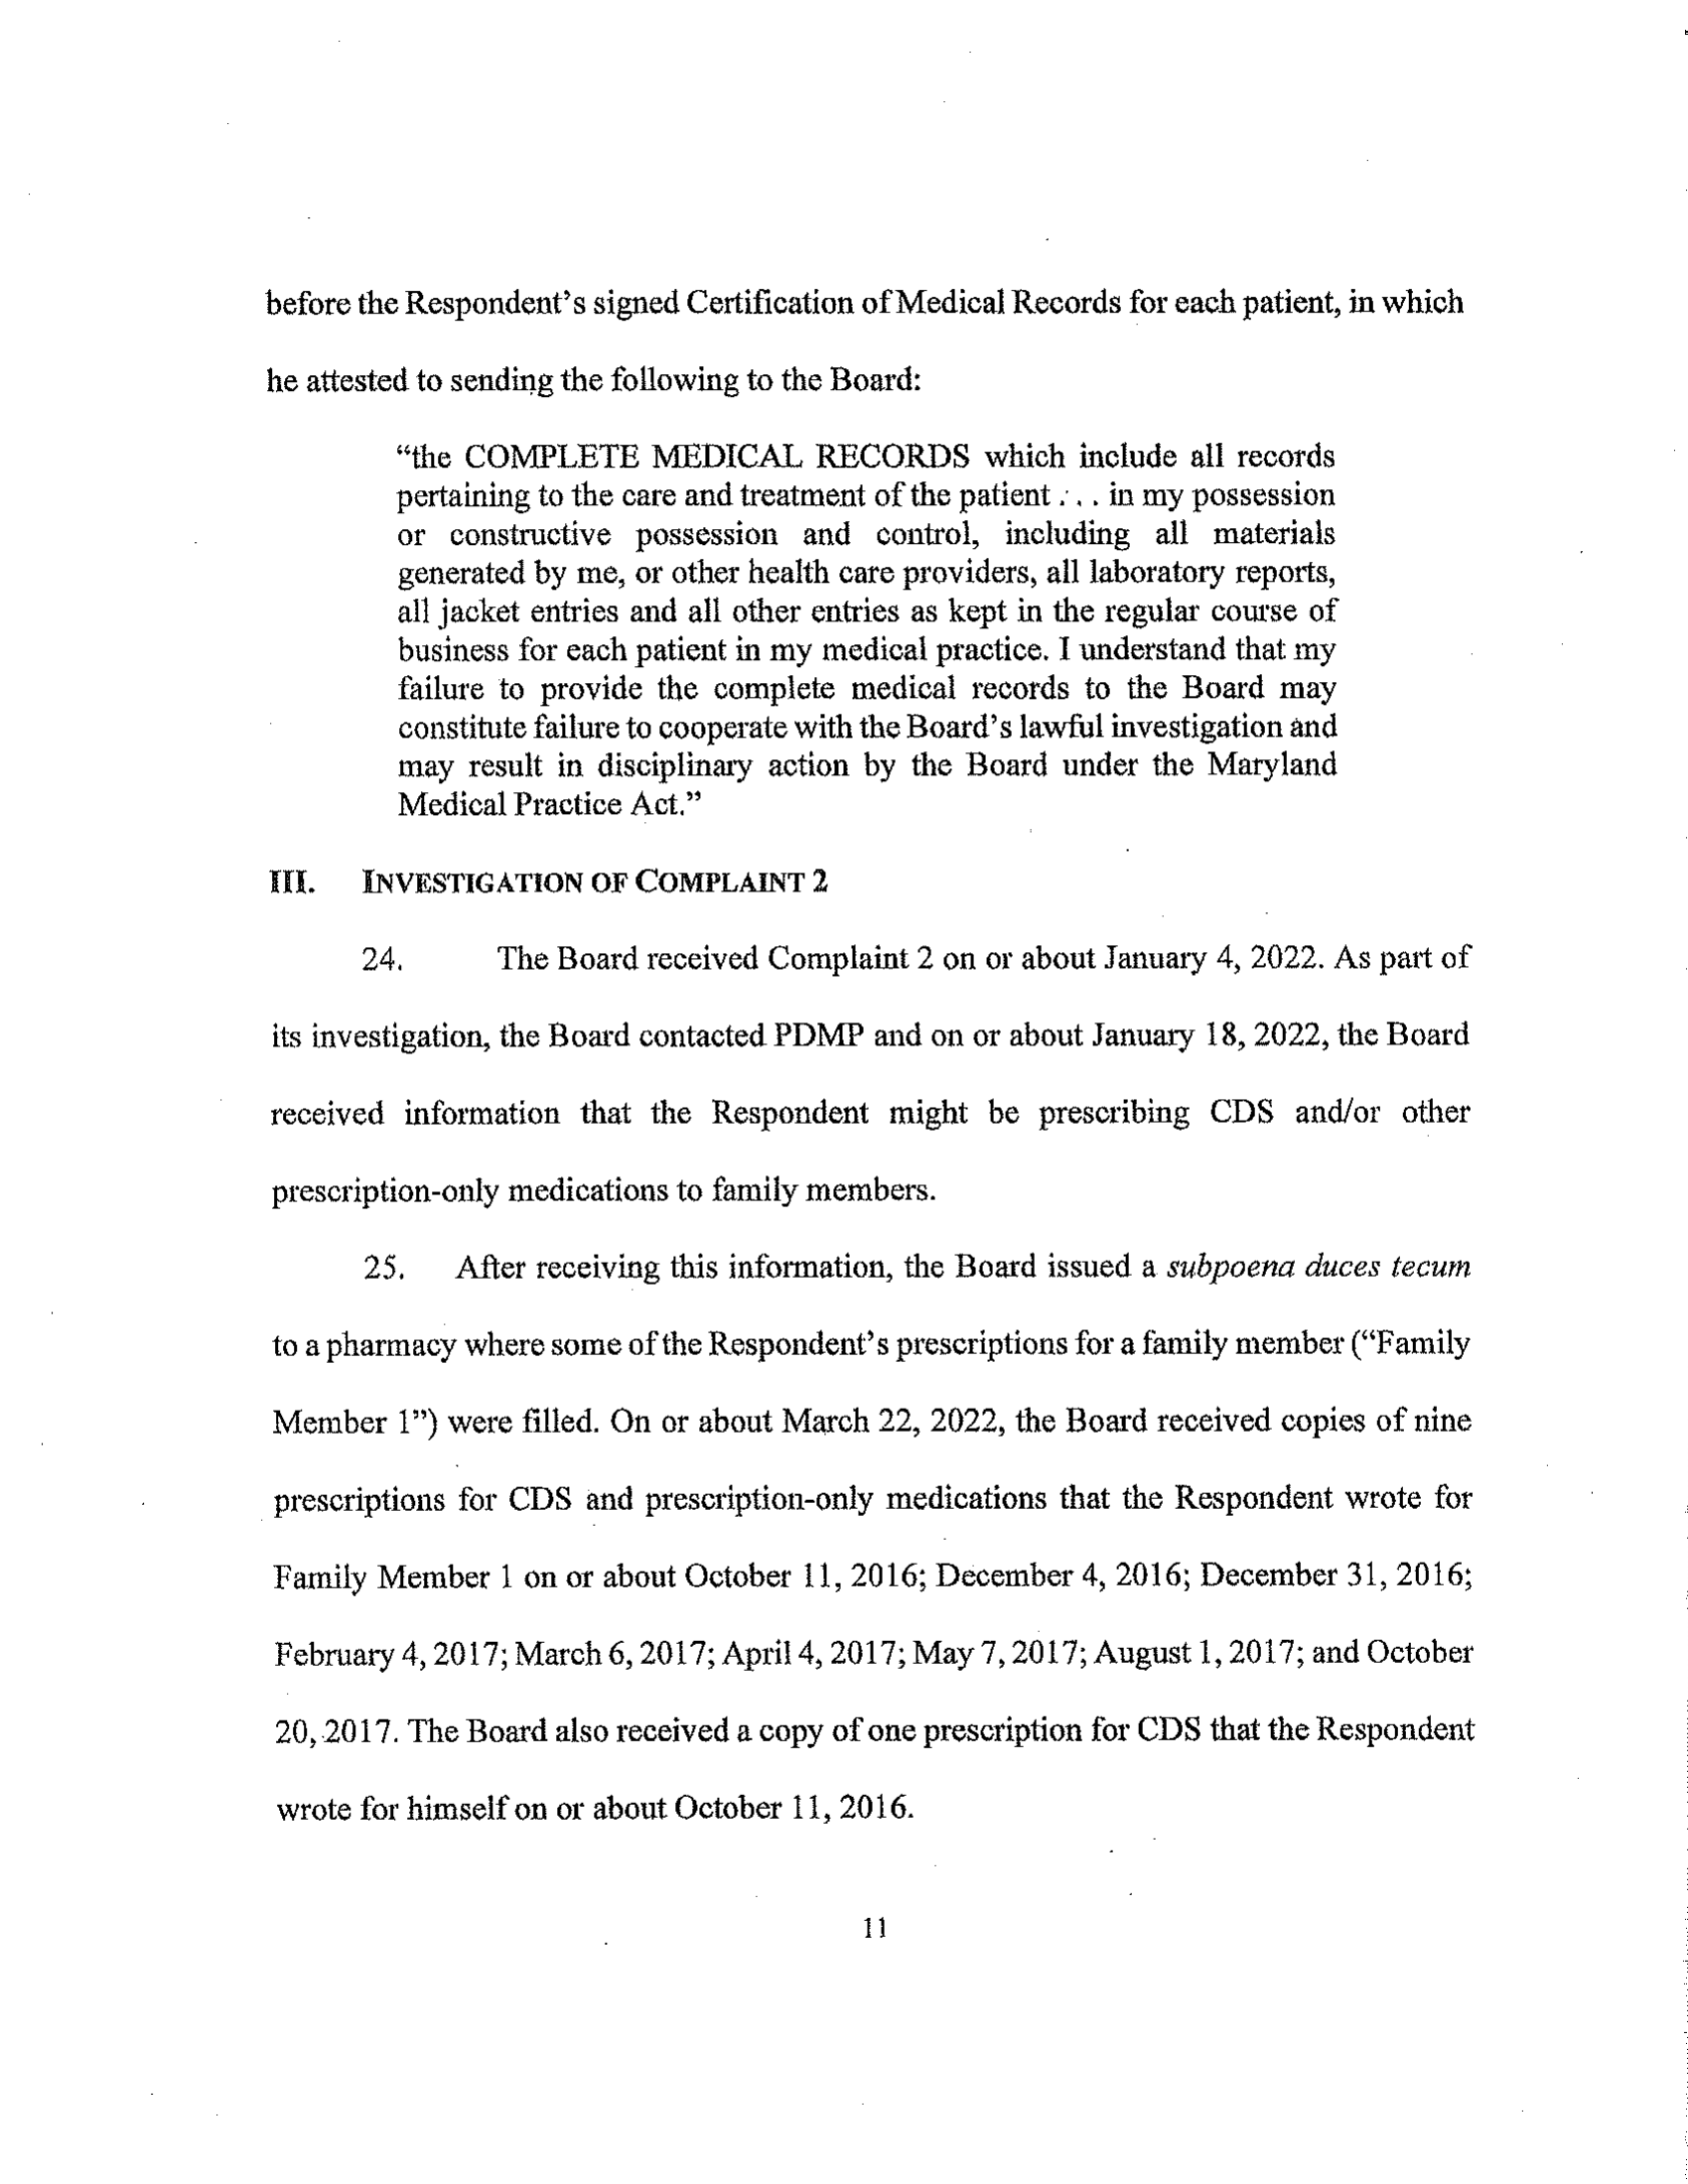 before the Respondent's signed Certification of Medical Records for each patient, in which
he attested to sending the following to the Board:
“the COMPLETE MEDICAL RECORDS which include all records
pertaining to the care and treatment of the patient . . . in my possession
or constructive possession and control, including all materials
generated by me, or other health care providers, all laboratory reports,
all jacket entries and all other entries as kept in the regular course of
business for each patient in my medical practice. I understand that my
failure to provide the complete medical records to the Board may
constitute failure to cooperate with the Board's lawful investigation and
may result in disciplinary action by the Board under the Maryland
Medical Practice Act.”
III. INVESTIGATION OF COMPLAINT 2
24. The Board received Complaint 2 on or about January 4, 2022. As part of
its investigation, the Board contacted PDMP and on or about January 18, 2022, the Board
received information that the Respondent might be prescribing CDS and/or other
prescription-only medications to family members.
25. After receiving this information, the Board issued a subpoena duces tecum
to a pharmacy where some of the Respondent's prescriptions for a family member (“Family
Member 1”) were filled. On or about March 22, 2022, the Board received copies of nine
prescriptions for CDS and prescription-only medications that the Respondent wrote for
Family Member 1 on or about October 11, 2016; December 4, 2016; December 31, 2016;
February 4, 2017; March 6, 2017; April 4, 2017; May 7, 2017; August 1, 2017; and October
20, 2017. The Board also received a copy of one prescription for CDS that the Respondent
wrote for himself on or about October 11, 2016.
11